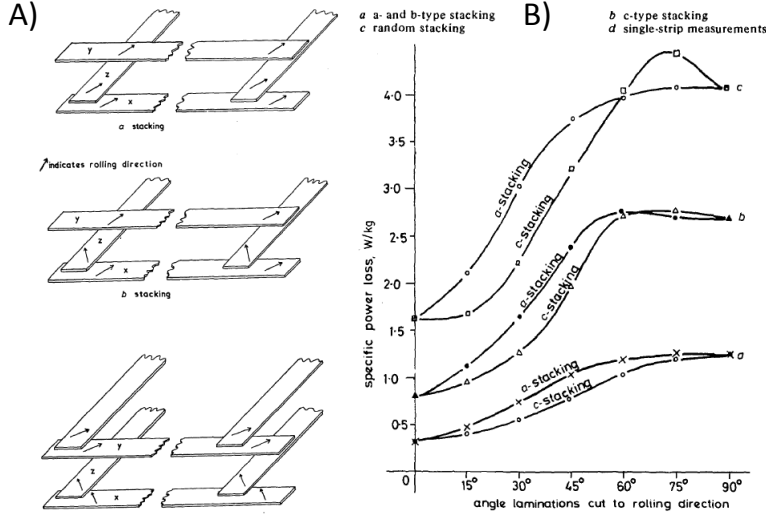 A)
y
z
x
a stacking
indicates rolling direction
y
z
x
b stacking
y
z
x
a a- and b-type stacking
c random stacking
B)
b c-type stacking
d single-strip measurements
specific power loss, W/kg
4·0
3·5
3·0
2·5
2·0
1·5
1·0
0·5
0
15°
30°
45°
60°
75°
90°
angle laminations cut to rolling direction
a-stacking
c-stacking
c
a-stacking
c-stacking
b
a-stacking
c-stacking
a